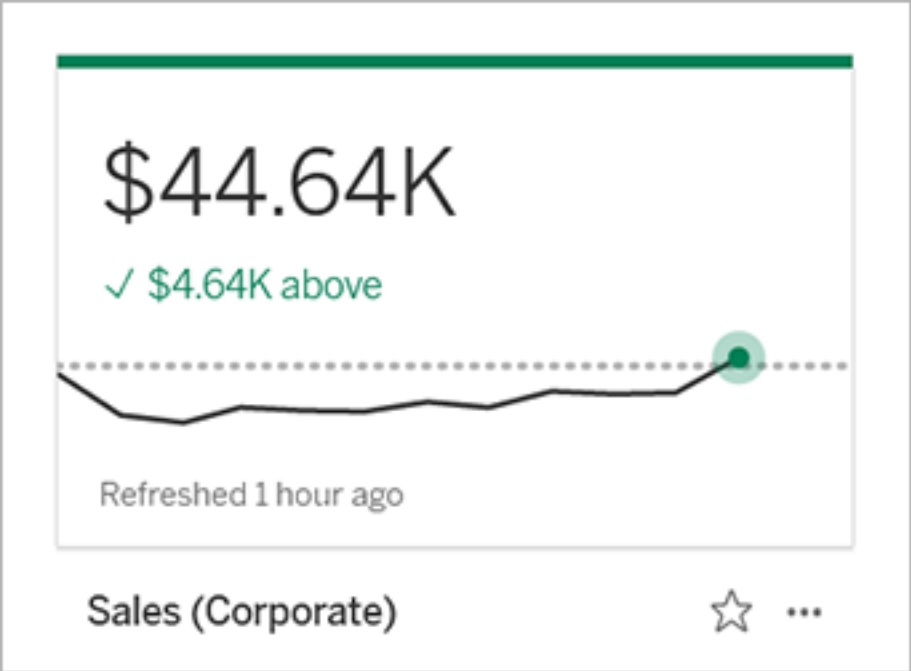 $44.64K
✓ $4.64K above
Refreshed 1 hour ago
Sales (Corporate)